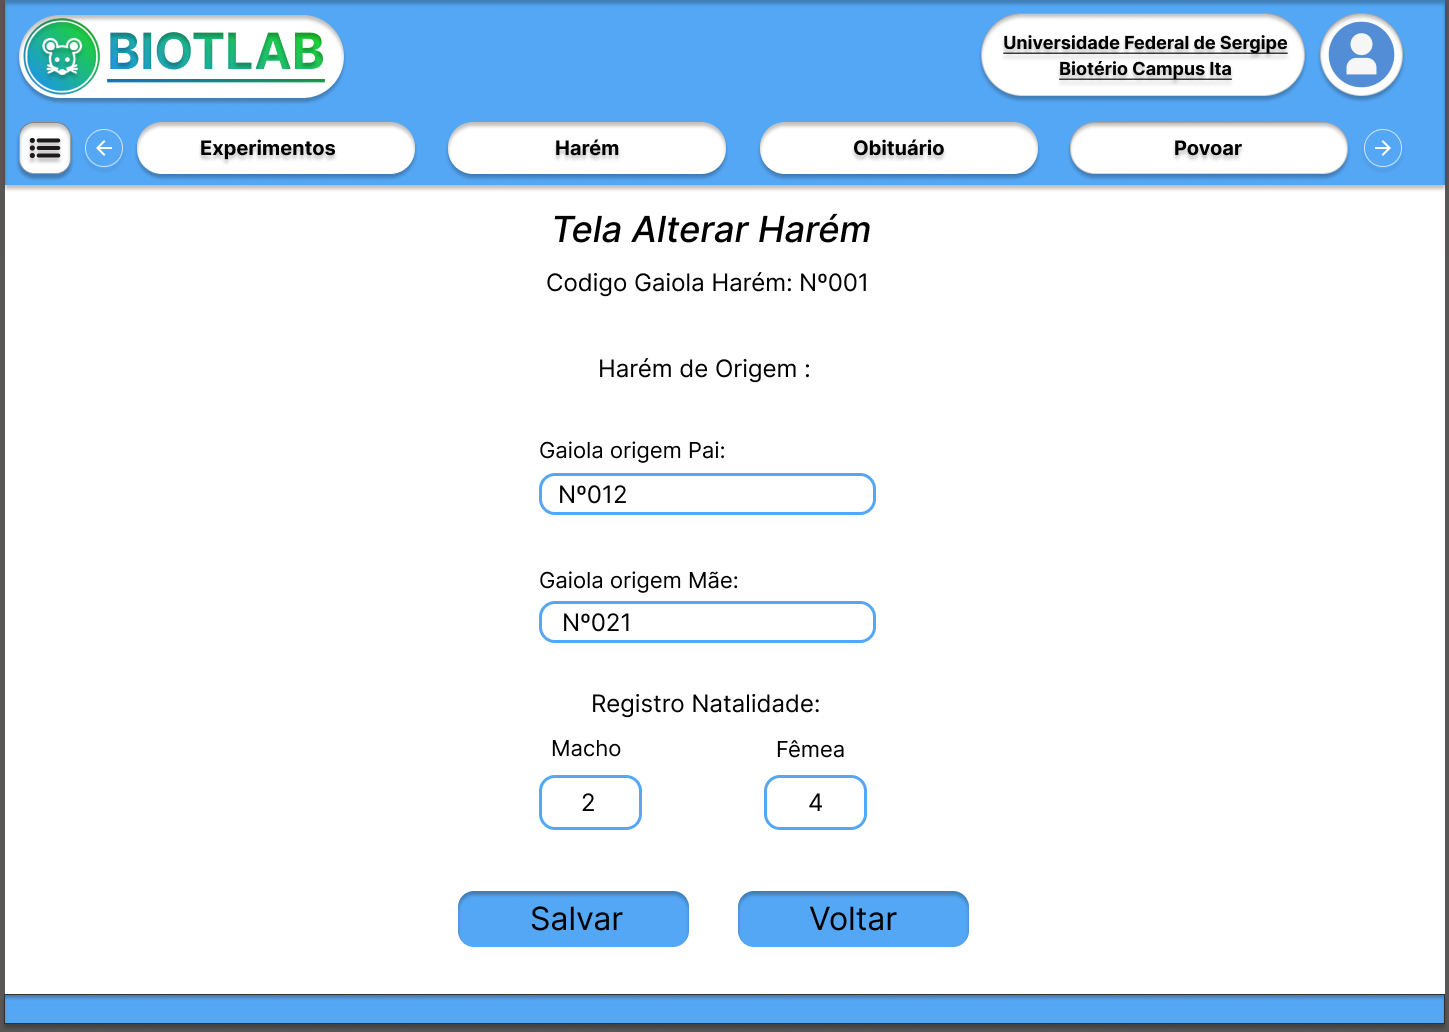 BIOTLAB
Universidade Federal de Sergipe
Biotério Campus Ita
Experimentos
Harém
Obituário
Povoar
Tela Alterar Harém
Codigo Gaiola Harém: Nº001
Harém de Origem :
Gaiola origem Pai:
Nº012
Gaiola origem Mãe:
Nº021
Registro Natalidade:
Macho
Fêmea
2
4
Salvar
Voltar